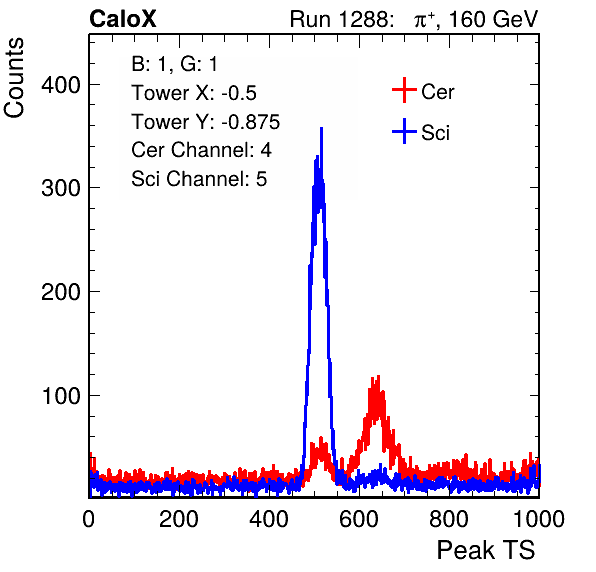 CaloX Run 1288: π⁺, 160 GeV
B: 1, G: 1
Tower X: -0.5
Tower Y: -0.875
Cer Channel: 4
Sci Channel: 5
Cer
Sci
Counts
400
300
200
100
0 200 400 600 800 1000
Peak TS